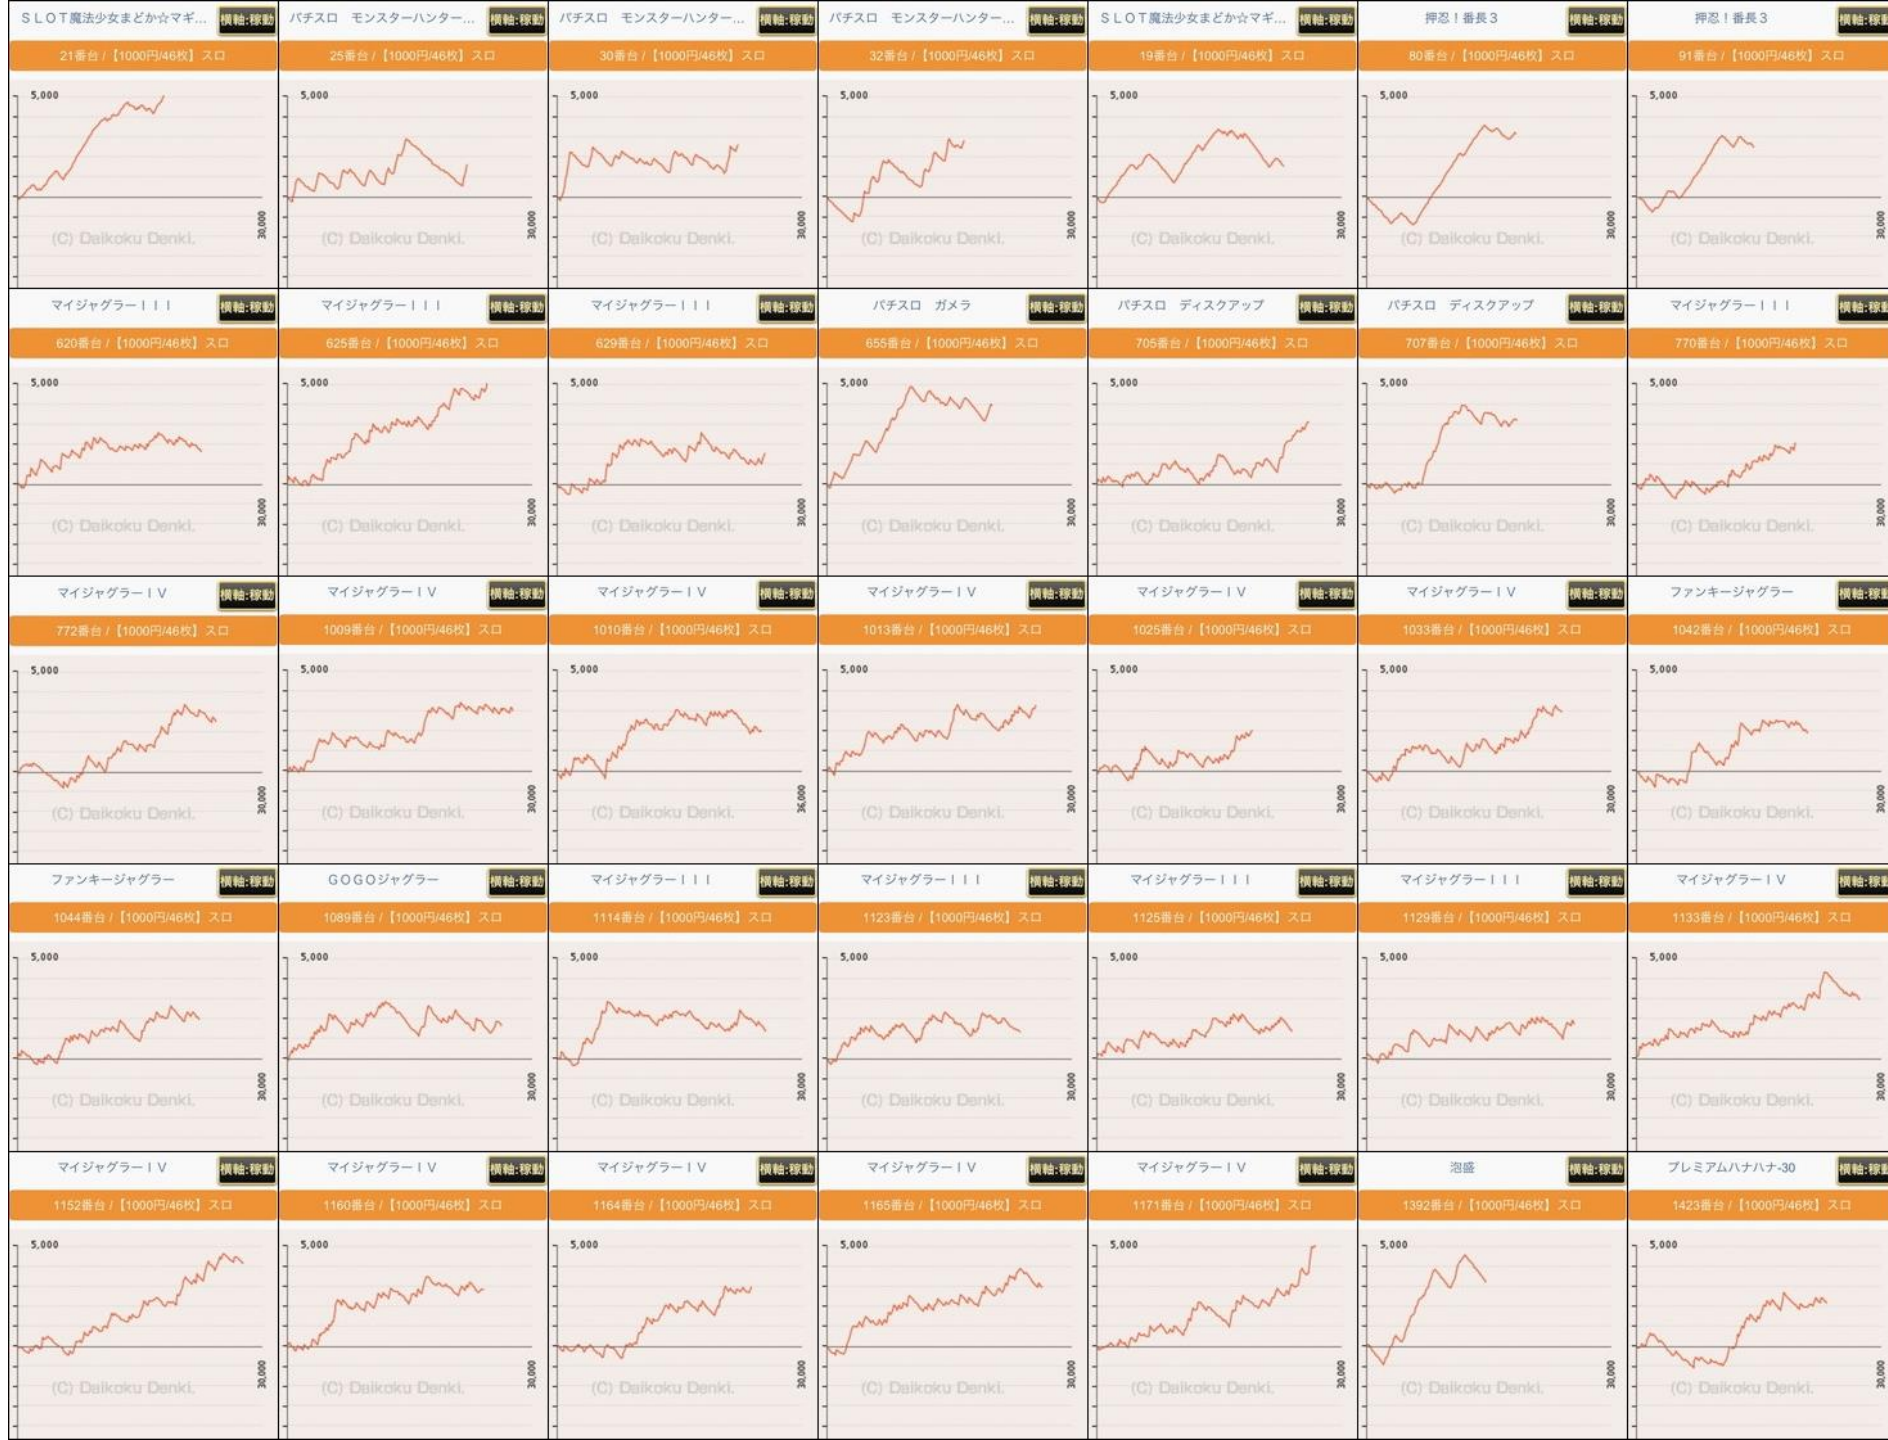 ＳＬＯＴ魔法少女まどか☆マギ...
横軸:稼動
21番台 /【1000円/46枚】スロ
5,000
30,000
(C) Daikoku Denki.
パチスロ　モンスターハンター...
横軸:稼動
25番台 /【1000円/46枚】スロ
5,000
30,000
(C) Daikoku Denki.
パチスロ　モンスターハンター...
横軸:稼動
30番台 /【1000円/46枚】スロ
5,000
30,000
(C) Daikoku Denki.
パチスロ　モンスターハンター...
横軸:稼動
32番台 /【1000円/46枚】スロ
5,000
30,000
(C) Daikoku Denki.
ＳＬＯＴ魔法少女まどか☆マギ...
横軸:稼動
19番台 /【1000円/46枚】スロ
5,000
30,000
(C) Daikoku Denki.
押忍！番長３
横軸:稼動
80番台 /【1000円/46枚】スロ
5,000
30,000
(C) Daikoku Denki.
押忍！番長３
横軸:稼動
91番台 /【1000円/46枚】スロ
5,000
30,000
(C) Daikoku Denki.
マイジャグラーＩＩＩ
横軸:稼動
620番台 /【1000円/46枚】スロ
5,000
30,000
(C) Daikoku Denki.
マイジャグラーＩＩＩ
横軸:稼動
625番台 /【1000円/46枚】スロ
5,000
30,000
(C) Daikoku Denki.
マイジャグラーＩＩＩ
横軸:稼動
629番台 /【1000円/46枚】スロ
5,000
30,000
(C) Daikoku Denki.
パチスロ　ガメラ
横軸:稼動
655番台 /【1000円/46枚】スロ
5,000
30,000
(C) Daikoku Denki.
パチスロ　ディスクアップ
横軸:稼動
705番台 /【1000円/46枚】スロ
5,000
30,000
(C) Daikoku Denki.
パチスロ　ディスクアップ
横軸:稼動
707番台 /【1000円/46枚】スロ
5,000
30,000
(C) Daikoku Denki.
マイジャグラーＩＩＩ
横軸:稼動
770番台 /【1000円/46枚】スロ
5,000
30,000
(C) Daikoku Denki.
マイジャグラーＩＶ
横軸:稼動
772番台 /【1000円/46枚】スロ
5,000
30,000
(C) Daikoku Denki.
マイジャグラーＩＶ
横軸:稼動
1009番台 /【1000円/46枚】スロ
5,000
30,000
(C) Daikoku Denki.
マイジャグラーＩＶ
横軸:稼動
1010番台 /【1000円/46枚】スロ
5,000
36,000
(C) Daikoku Denki.
マイジャグラーＩＶ
横軸:稼動
1013番台 /【1000円/46枚】スロ
5,000
30,000
(C) Daikoku Denki.
マイジャグラーＩＶ
横軸:稼動
1025番台 /【1000円/46枚】スロ
5,000
30,000
(C) Daikoku Denki.
マイジャグラーＩＶ
横軸:稼動
1033番台 /【1000円/46枚】スロ
5,000
30,000
(C) Daikoku Denki.
ファンキージャグラー
横軸:稼動
1042番台 /【1000円/46枚】スロ
5,000
30,000
(C) Daikoku Denki.
ファンキージャグラー
横軸:稼動
1044番台 /【1000円/46枚】スロ
5,000
30,000
(C) Daikoku Denki.
ＧＯＧＯジャグラー
横軸:稼動
1089番台 /【1000円/46枚】スロ
5,000
30,000
(C) Daikoku Denki.
マイジャグラーＩＩＩ
横軸:稼動
1114番台 /【1000円/46枚】スロ
5,000
30,000
(C) Daikoku Denki.
マイジャグラーＩＩＩ
横軸:稼動
1123番台 /【1000円/46枚】スロ
5,000
30,000
(C) Daikoku Denki.
マイジャグラーＩＩＩ
横軸:稼動
1125番台 /【1000円/46枚】スロ
5,000
30,000
(C) Daikoku Denki.
マイジャグラーＩＩＩ
横軸:稼動
1129番台 /【1000円/46枚】スロ
5,000
30,000
(C) Daikoku Denki.
マイジャグラーＩＶ
横軸:稼動
1133番台 /【1000円/46枚】スロ
5,000
30,000
(C) Daikoku Denki.
マイジャグラーＩＶ
横軸:稼動
1152番台 /【1000円/46枚】スロ
5,000
30,000
(C) Daikoku Denki.
マイジャグラーＩＶ
横軸:稼動
1160番台 /【1000円/46枚】スロ
5,000
30,000
(C) Daikoku Denki.
マイジャグラーＩＶ
横軸:稼動
1164番台 /【1000円/46枚】スロ
5,000
30,000
(C) Daikoku Denki.
マイジャグラーＩＶ
横軸:稼動
1165番台 /【1000円/46枚】スロ
5,000
30,000
(C) Daikoku Denki.
マイジャグラーＩＶ
横軸:稼動
1171番台 /【1000円/46枚】スロ
5,000
30,000
(C) Daikoku Denki.
泡盛
横軸:稼動
1392番台 /【1000円/46枚】スロ
5,000
30,000
(C) Daikoku Denki.
プレミアムハナハナ-30
横軸:稼動
1423番台 /【1000円/46枚】スロ
5,000
30,000
(C) Daikoku Denki.